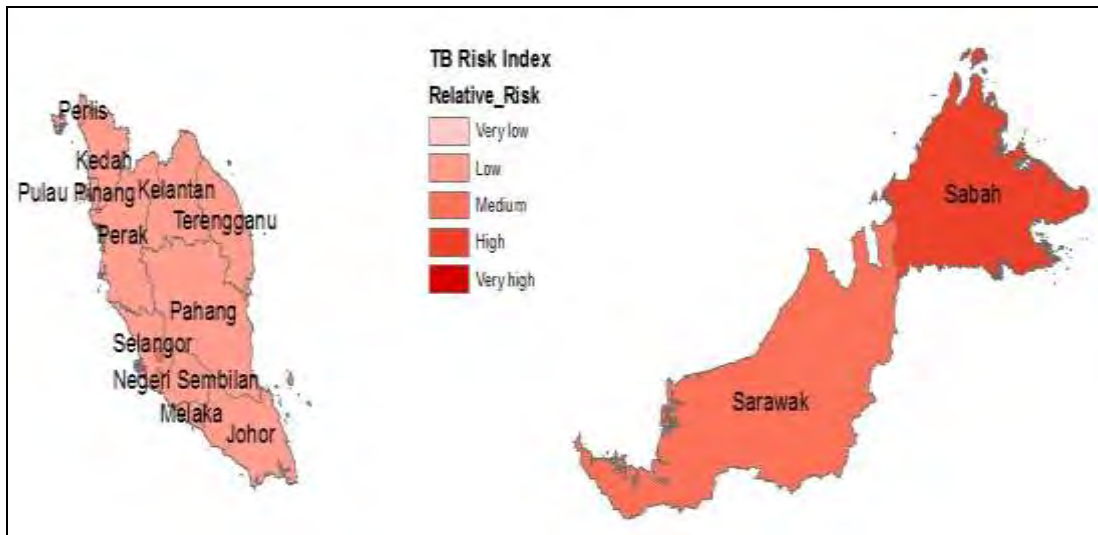 TB Risk Index
Relative_Risk
Very low
Low
Medium
High
Very high
Perlis
Kedah
Pulau Pinang
Kelantan
Terengganu
Perak
Pahang
Selangor
Negeri Sembilan
Melaka
Johor
Sabah
Sarawak